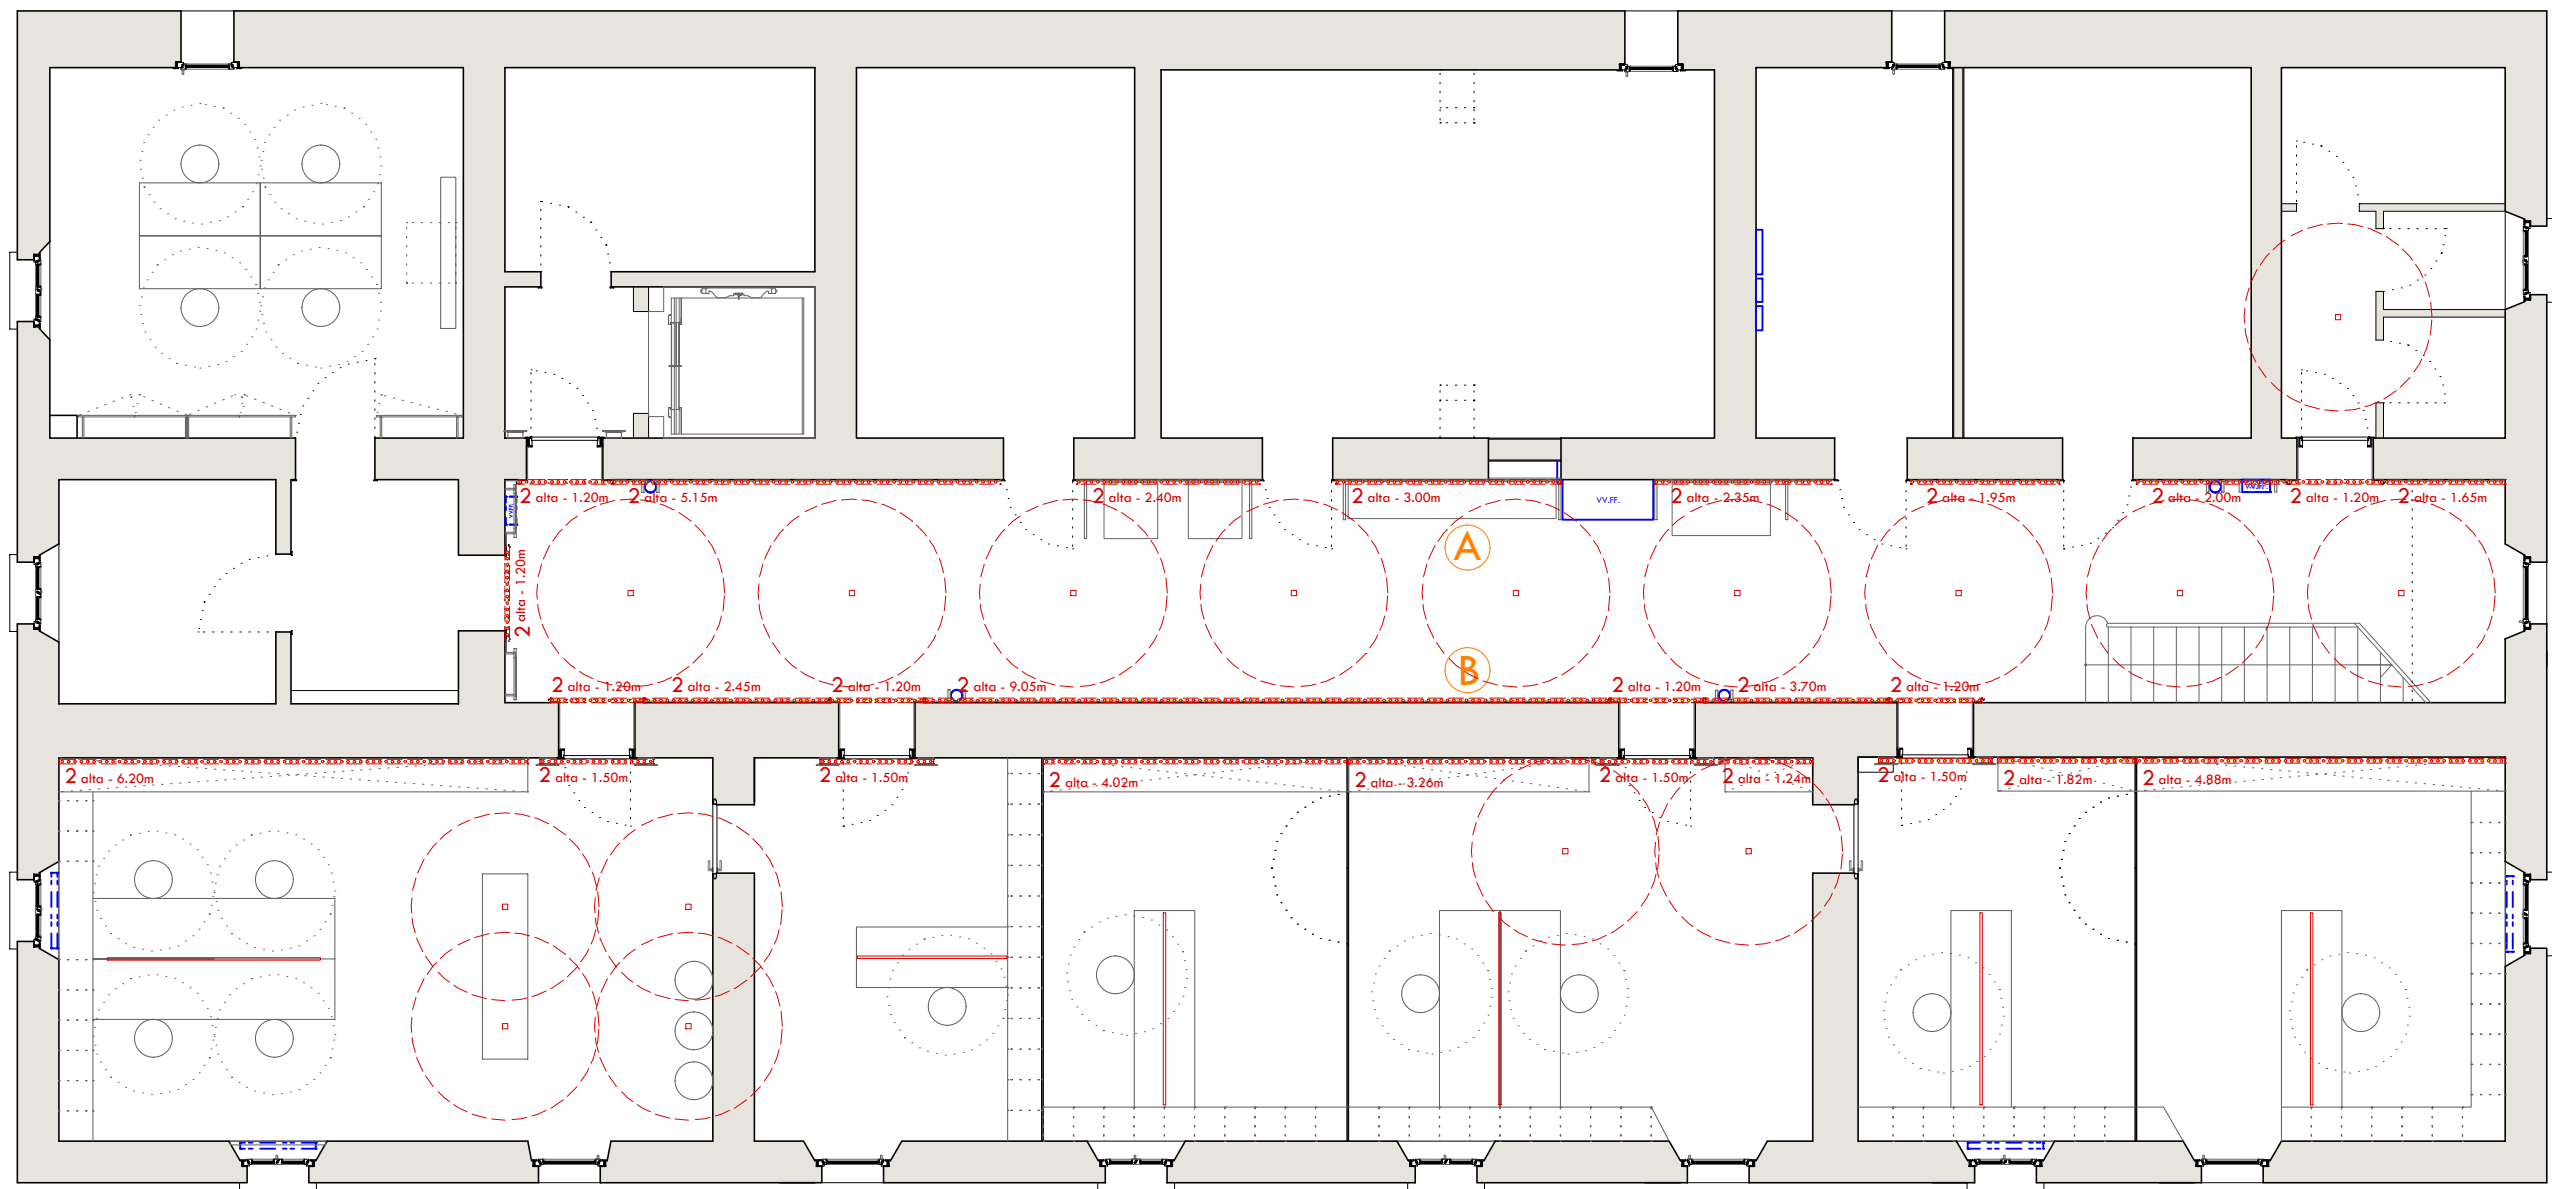 2 alta - 1.20m
2 alta - 5.15m
2 alta - 2.40m
2 alta - 3.00m
VV.FF.
2 alta - 2.35m
2 alta - 1.95m
2 alta - 2.00m
VV.FF.
2 alta - 1.20m
2 alta - 1.65m
VV.FF.
2 alta - 1.20m
A
B
2 alta - 1.20m
2 alta - 2.45m
2 alta - 1.20m
2 alta - 9.05m
2 alta - 1.20m
2 alta - 3.70m
2 alta - 1.20m
2 alta - 6.20m
2 alta - 1.50m
2 alta - 1.50m
2 alta - 4.02m
2 alta - 3.26m
2 alta - 1.50m
2 alta - 1.24m
2 alta - 1.50m
2 alta - 1.82m
2 alta - 4.88m